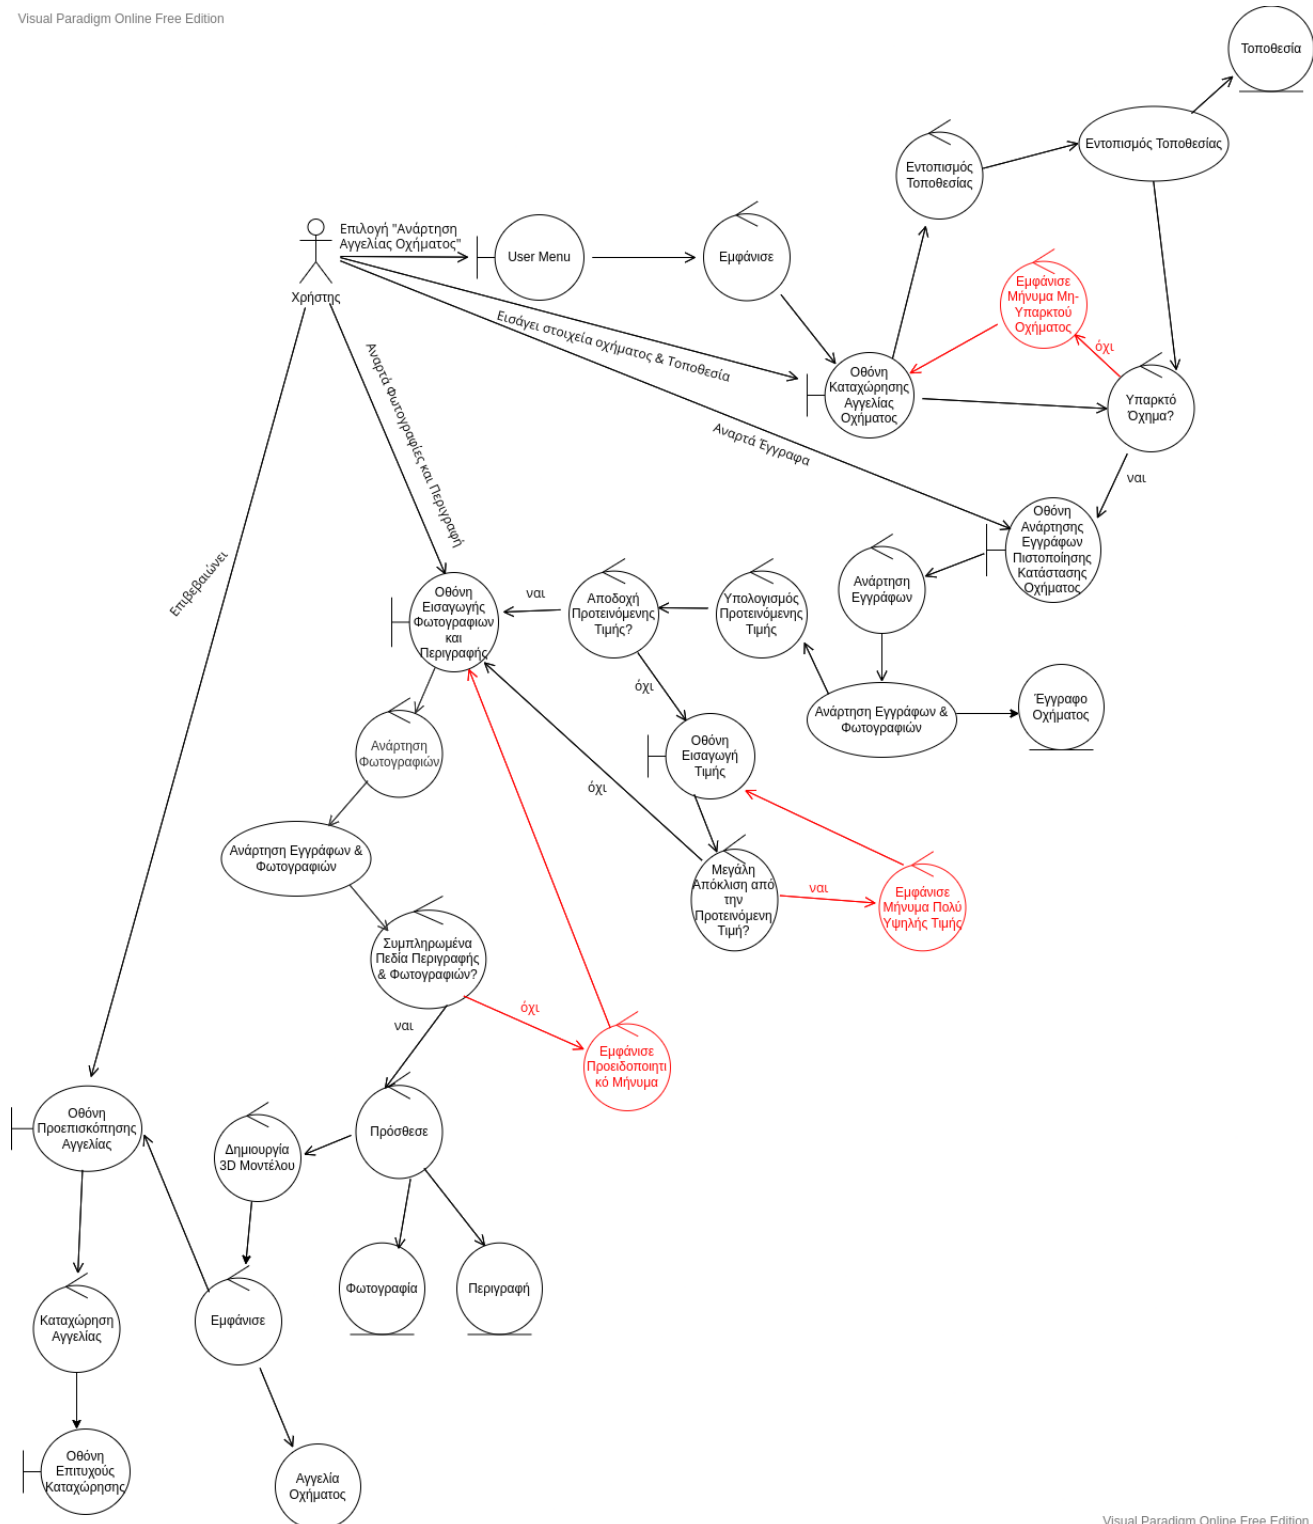 Visual Paradigm Online Free Edition
Τοποθεσία
Εντοπισμός
Τοποθεσίας
Εντοπισμός Τοποθεσίας
Επιλογή "Ανάρτηση
Αγγελίας Οχήματος"
User Menu
Εμφάνισε
Χρήστης
Εμφάνισε
Μήνυμα Μη-
Υπαρκτού
Οχήματος
Εισάγει στοιχεία οχήματος & Τοποθεσία
όχι
Οθόνη
Καταχώρησης
Αγγελίας
Οχήματος
Υπαρκτό
Όχημα?
Αναρτά Φωτογραφίες και Περιγραφή
Αναρτά Έγγραφα
ναι
Οθόνη
Ανάρτησης
Εγγράφων
Πιστοποίησης
Κατάστασης
Οχήματος
Επιβεβαιώνει
Οθόνη
Εισαγωγής
Φωτογραφιων
και
Περιγραφής
ναι
Αποδοχή
Προτεινόμενης
Τιμής?
Υπολογισμός
Προτεινόμενης
Τιμής
Ανάρτηση
Εγγράφων
όχι
Ανάρτηση Εγγράφων &
Φωτογραφιών
Έγγραφο
Οχήματος
Ανάρτηση
Φωτογραφιών
Οθόνη
Εισαγωγή
Τιμής
όχι
Ανάρτηση Εγγράφων &
Φωτογραφιών
Μεγάλη
Απόκλιση από
την
Προτεινόμενη
Τιμή?
ναι
Εμφάνισε
Μήνυμα Πολύ
Υψηλής Τιμής
Συμπληρωμένα
Πεδία Περιγραφής
& Φωτογραφιών?
όχι
ναι
Εμφάνισε
Προειδοποιητι
κό Μήνυμα
Οθόνη
Προεπισκόπησης
Αγγελίας
Δημιουργία
3D Μοντέλου
Πρόσθεσε
Φωτογραφία
Περιγραφή
Καταχώρηση
Αγγελίας
Εμφάνισε
Οθόνη
Επιτυχούς
Καταχώρησης
Αγγελία
Οχήματος
Visual Paradigm Online Free Edition